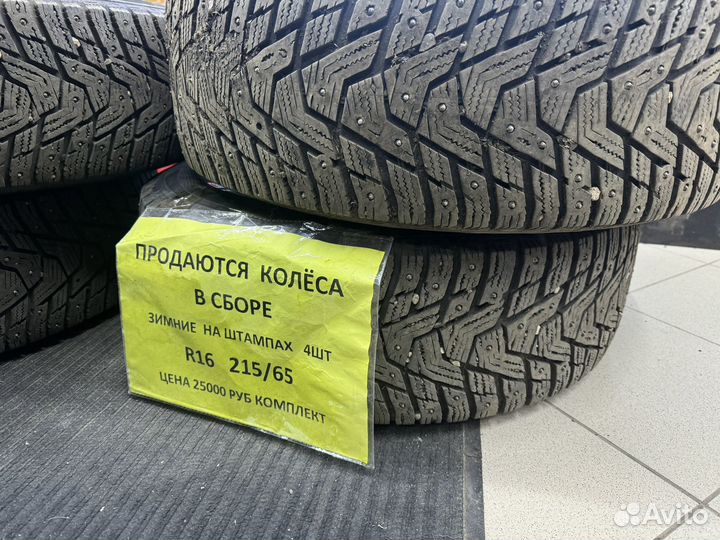 ПРОДАЮТСЯ КОЛЁСА
В СБОРЕ
ЗИМНИЕ НА ШТАМПАХ 4ШТ
R16 215/65
ЦЕНА 25000 РУБ КОМПЛЕКТ
Avito